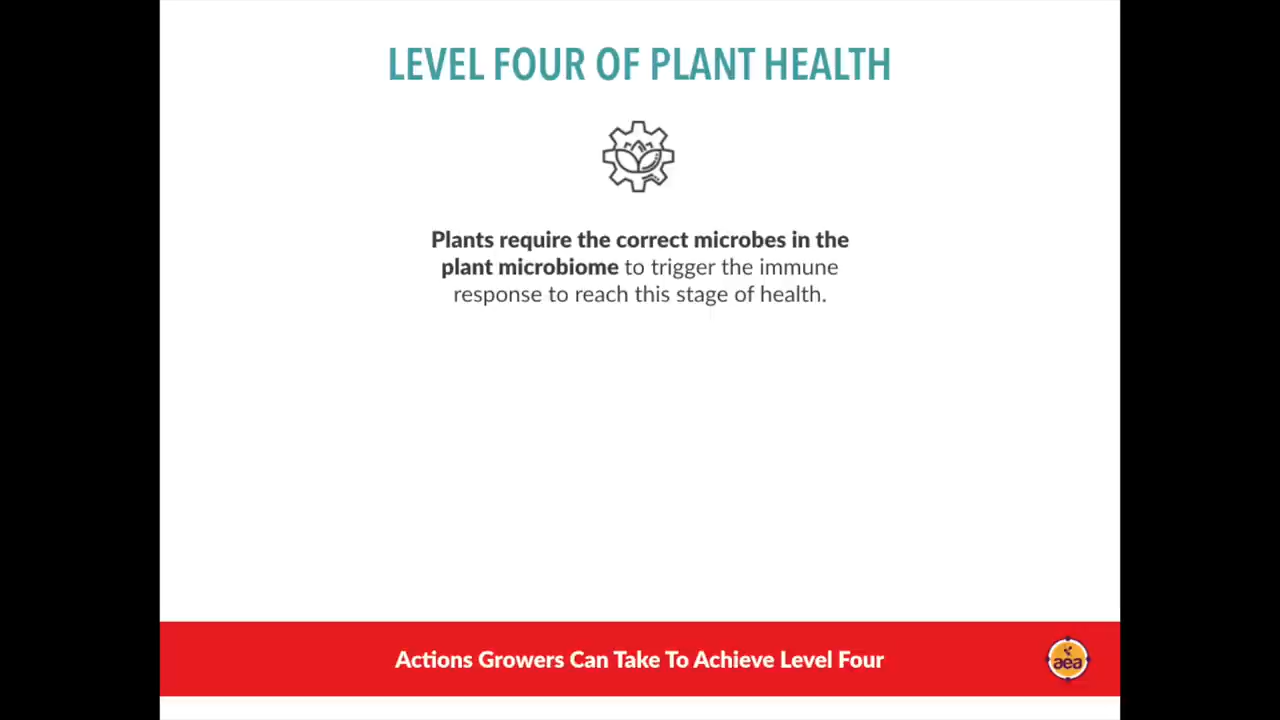 LEVEL FOUR OF PLANT HEALTH
Plants require the correct microbes in the
plant microbiome to trigger the immune
response to reach this stage of health.
Actions Growers Can Take To Achieve Level Four
aea